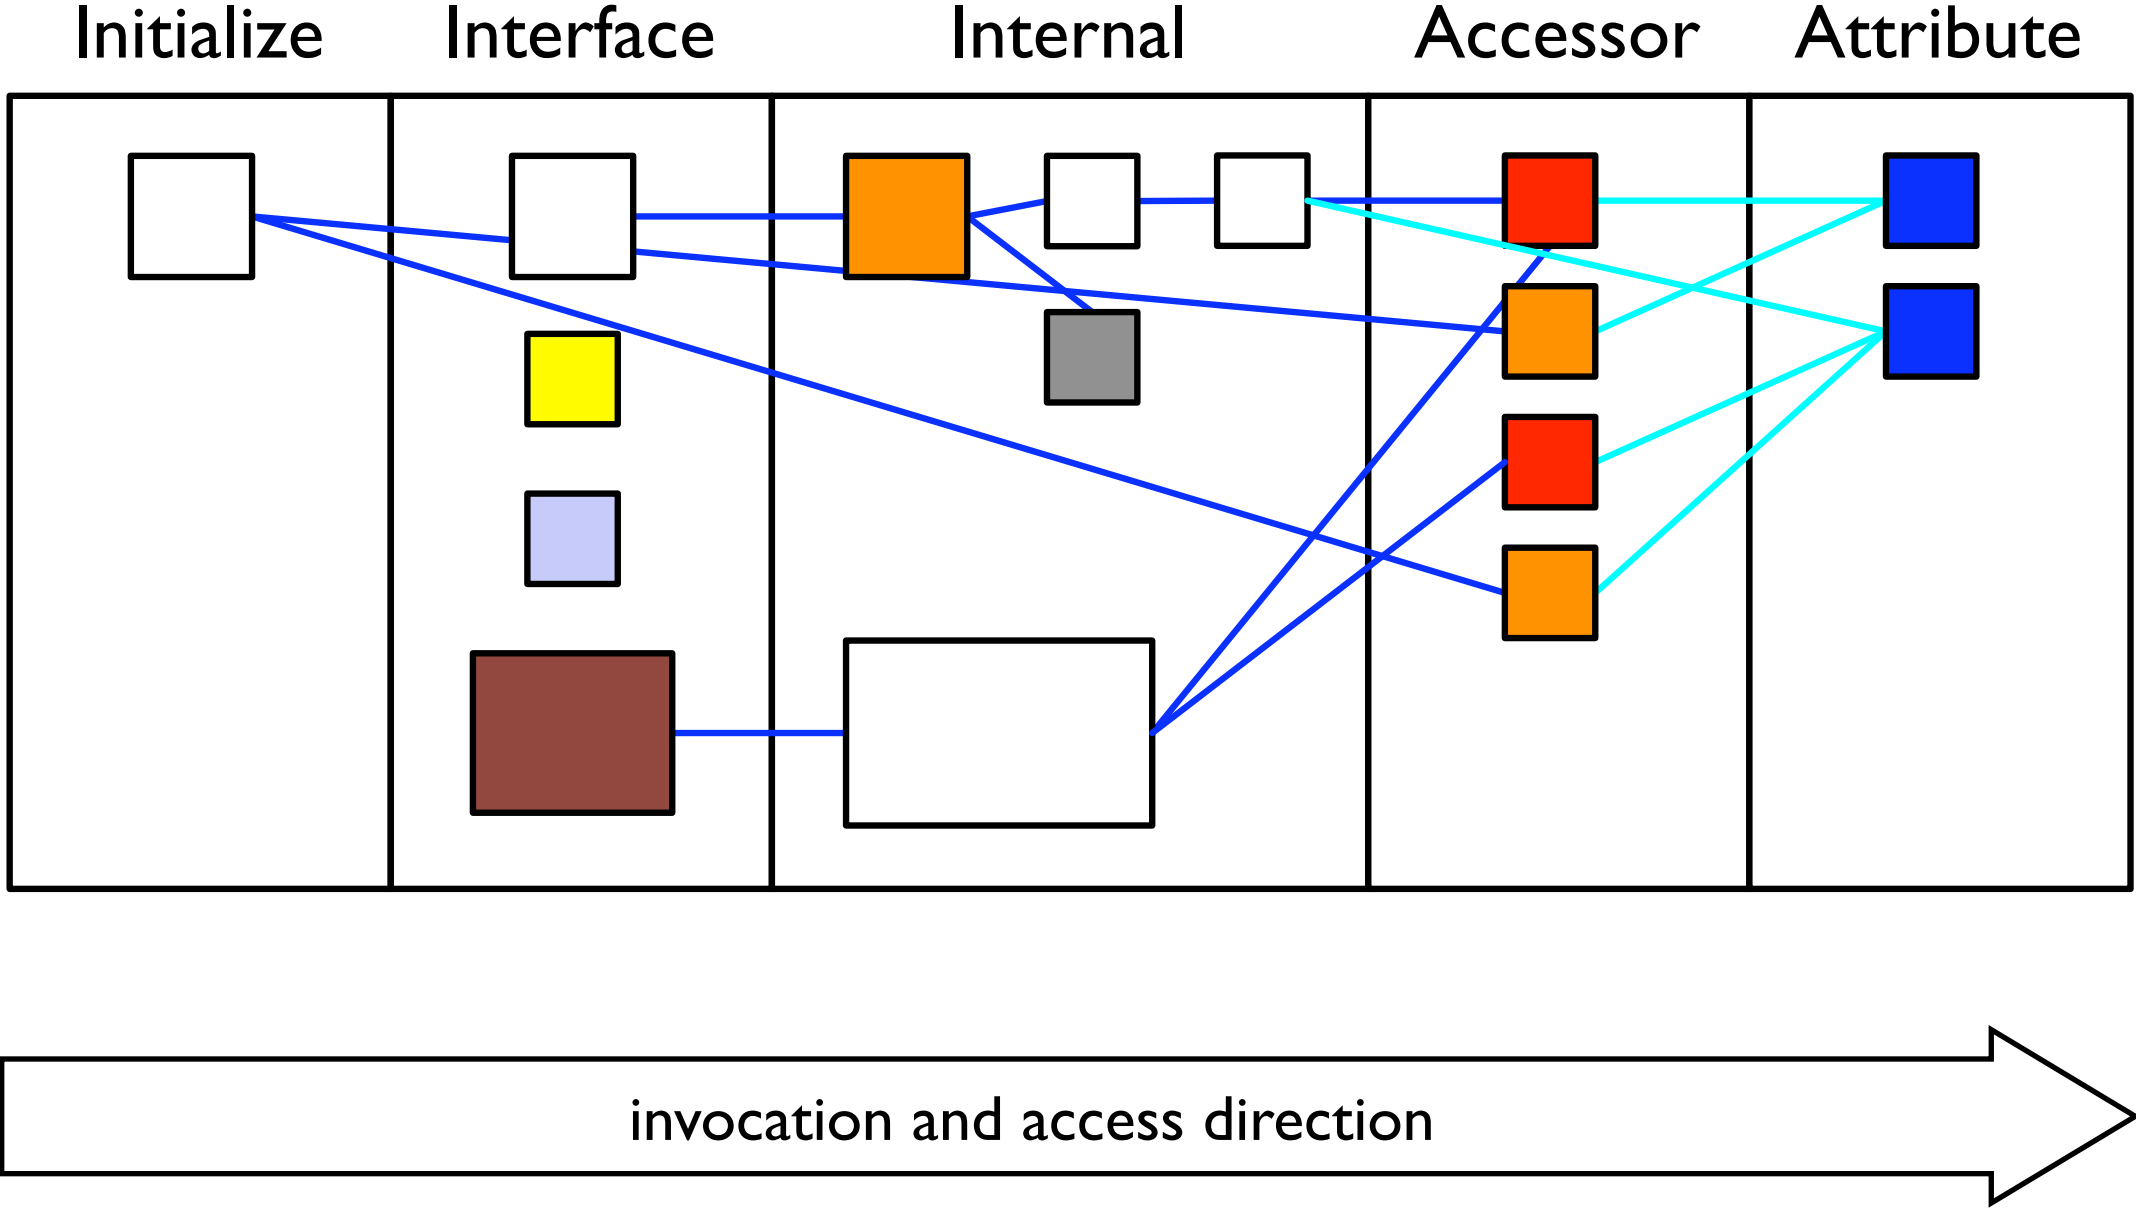 Initialize Interface Internal Accessor Attribute
invocation and access direction